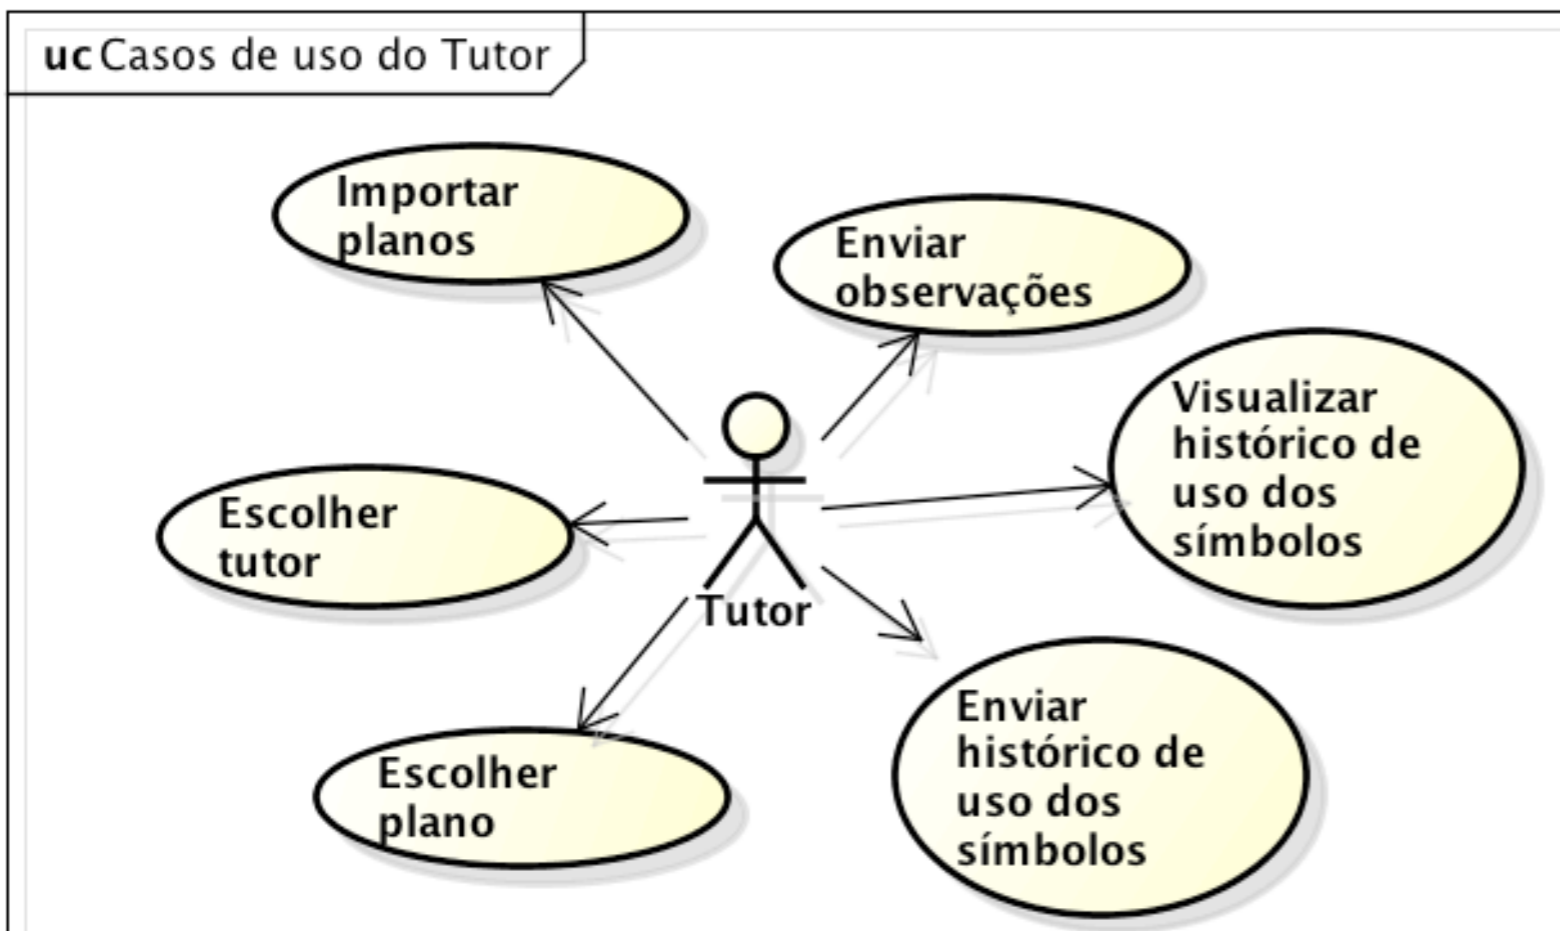 uc Casos de uso do Tutor
Importar
planos
Enviar
observações
Visualizar
histórico de
uso dos
símbolos
Escolher
tutor
Tutor
Escolher
plano
Enviar
histórico de
uso dos
símbolos